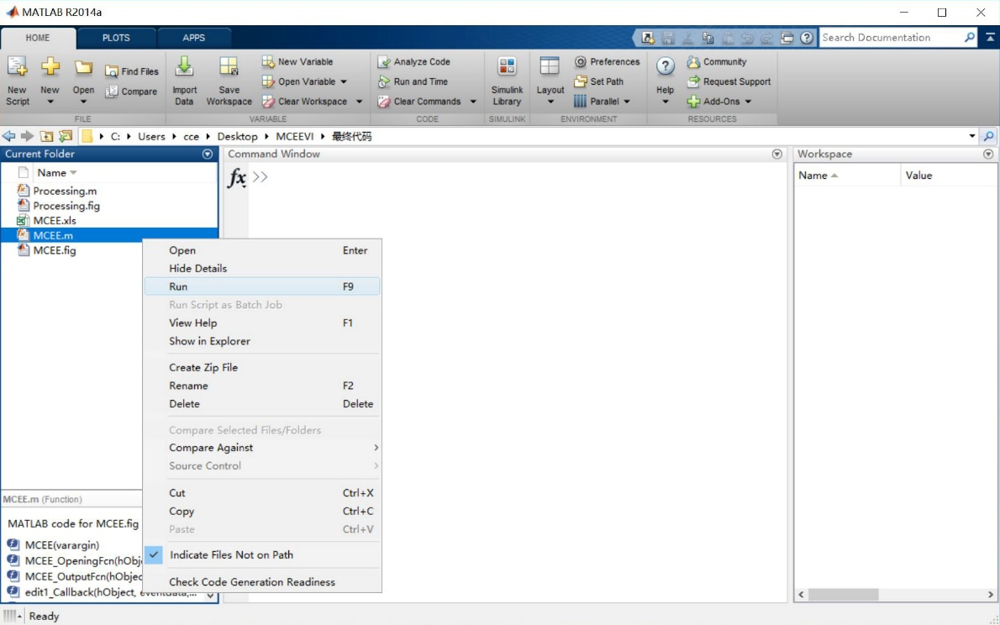 MATLAB R2014a
HOME PLOTS APPS
Search Documentation
New Script
New
Open
Find Files
Compare
FILE
Import Data
Save Workspace
New Variable
Open Variable
Clear Workspace
VARIABLE
Analyze Code
Run and Time
Clear Commands
CODE
Simulink Library
SIMULINK
Layout
Preferences
Set Path
Parallel
ENVIRONMENT
Help
Community
Request Support
Add-Ons
RESOURCES
C: Users cce Desktop MCEEVI 最终代码
Current Folder
Name
Processing.m
Processing.fig
MCEE.xls
MCEE.m
MCEE.fig
Command Window
fx >>
Workspace
Name Value
Open Enter
Hide Details
Run F9
Run Script as Batch Job
View Help F1
Show in Explorer
Create Zip File
Rename F2
Delete Delete
Compare Selected Files/Folders
Compare Against
Source Control
Cut Ctrl+X
Copy Ctrl+C
Paste Ctrl+V
Indicate Files Not on Path
Check Code Generation Readiness
MCEE.m (Function)
MATLAB code for MCEE.fig
MCEE(varargin)
MCEE_OpeningFcn(hObj
MCEE_OutputFcn(hObjec
edit1_Callback(hObject, eventdata,...
Ready